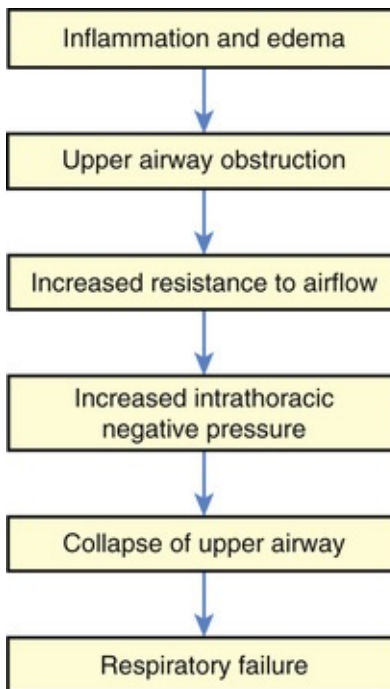 Inflammation and edema
Upper airway obstruction
Increased resistance to airflow
Increased intrathoracic
negative pressure
Collapse of upper airway
Respiratory failure